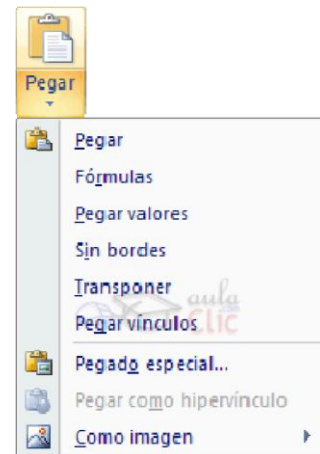 Pegar
Pegar
Fórmulas
Pegar valores
Sin bordes
Transponer
aula
Clic
Pegar vínculos
Pegado especial...
Pegar como hipervínculo
Como imagen